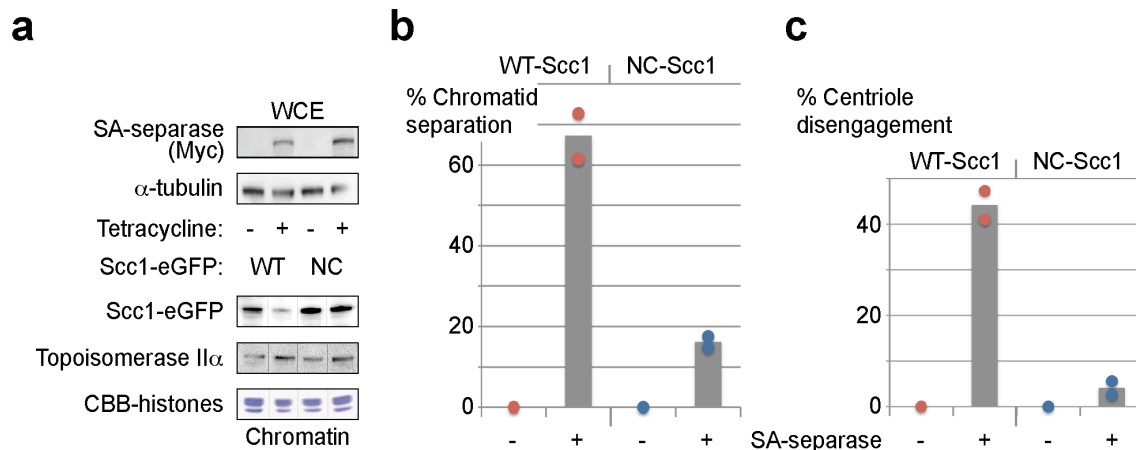 a
WCE
SA-separase
(Myc)
α-tubulin
Tetracycline: - + - +
Scc1-eGFP: WT NC
Scc1-eGFP
Topoisomerase IIα
CBB-histones
Chromatin
b
WT-Scc1 NC-Scc1
% Chromatid
separation
60
40
20
0
- + - +
c
% Centriole
disengagement
WT-Scc1 NC-Scc1
40
20
0
SA-separase - + - +